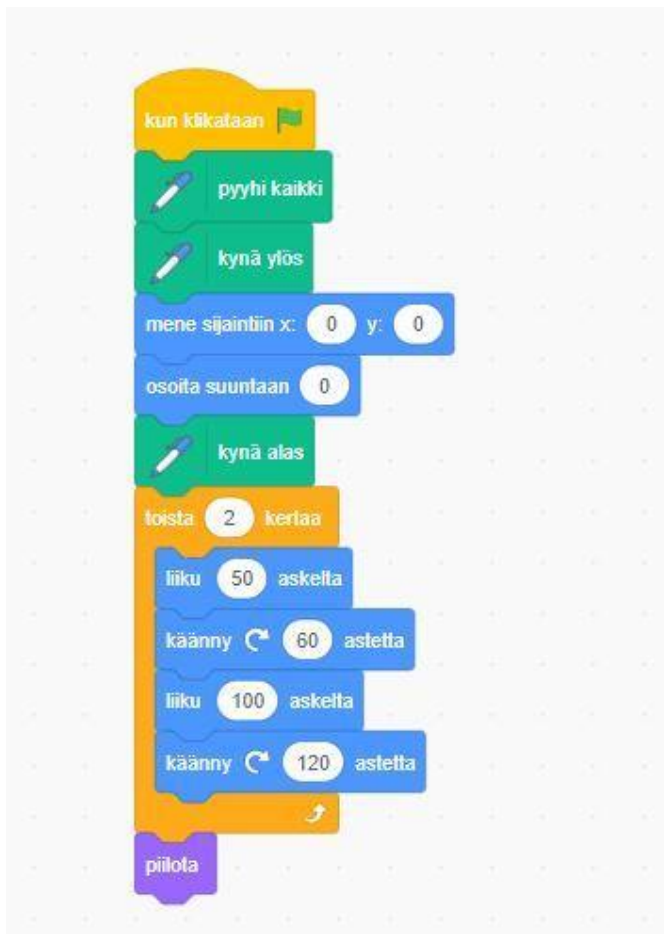 kun klikataan
pyyhi kaikki
kynä ylös
mene sijaintiin x: 0 y: 0
osoita suuntaan 0
kynä alas
toista 2 kertaa
liiku 50 askelta
käänny 60 astetta
liiku 100 askelta
käänny 120 astetta
piilota